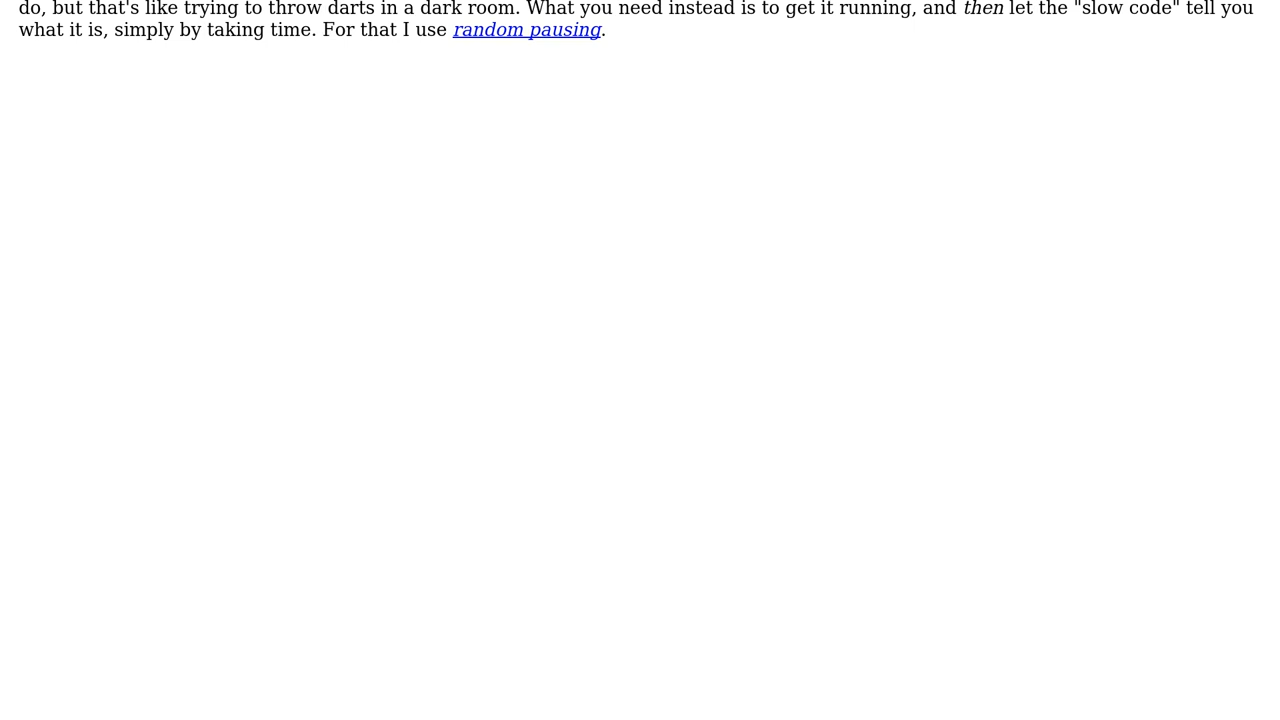 do, but that's like trying to throw darts in a dark room. What you need instead is to get it running, and then let the "slow code" tell you
what it is, simply by taking time. For that I use random pausing.